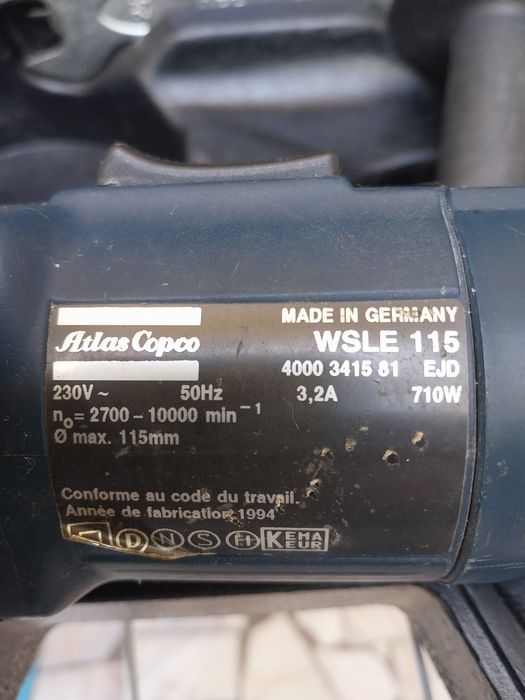 MADE IN GERMANY
Atlas Copco WSLE 115
4000 3415 81 EJD
230V ~ 50Hz 3,2A 710W
n₀ = 2700 – 10000 min⁻¹
Ø max. 115mm
Conforme au code du travail
Année de fabrication 1994
D N S FI KEMA KEUR